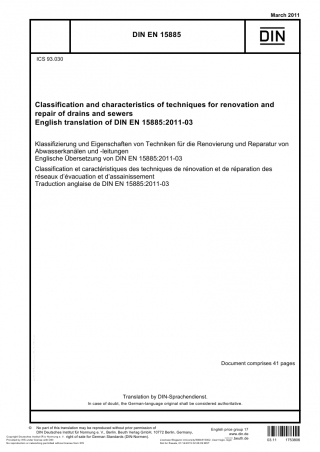 March 2011
DIN EN 15885
DIN
ICS 93.030
Classification and characteristics of techniques for renovation and
repair of drains and sewers
English translation of DIN EN 15885:2011-03
Klassifizierung und Eigenschaften von Techniken für die Renovierung und Reparatur von
Abwasserkanälen und -leitungen
Englische Übersetzung von DIN EN 15885:2011-03
Classification et caractéristiques des techniques de rénovation et de réparation des
réseaux d'évacuation et d'assainissement
Traduction anglaise de DIN EN 15885:2011-03
Document comprises 41 pages
Translation by DIN-Sprachendienst.
In case of doubt, the German-language original shall be considered authoritative.
© No part of this translation may be reproduced without prior permission of
DIN Deutsches Institut für Normung e. V., Berlin. Beuth Verlag GmbH, 10772 Berlin, Germany,
right of sale for German Standards (DIN-Normen).
English price group 17
www.din.de
www.beuth.de
03.11